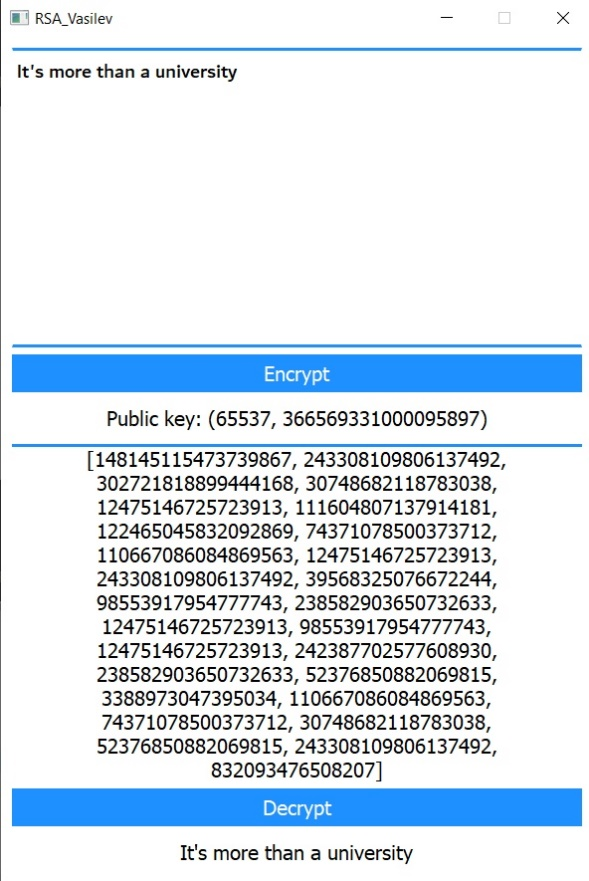 RSA_Vasilev
It's more than a university
Encrypt
Public key: (65537, 366569331000095897)
[148145115473739867, 243308109806137492,
302721818899444168, 30748682118783038,
12475146725723913, 111604807137914181,
122465045832092869, 74371078500373712,
110667086084869563, 12475146725723913,
243308109806137492, 39568325076672244,
98553917954777743, 238582903650732633,
12475146725723913, 98553917954777743,
12475146725723913, 242387702577608930,
238582903650732633, 52376850882069815,
3388973047395034, 110667086084869563,
74371078500373712, 30748682118783038,
52376850882069815, 243308109806137492,
832093476508207]
Decrypt
It's more than a university